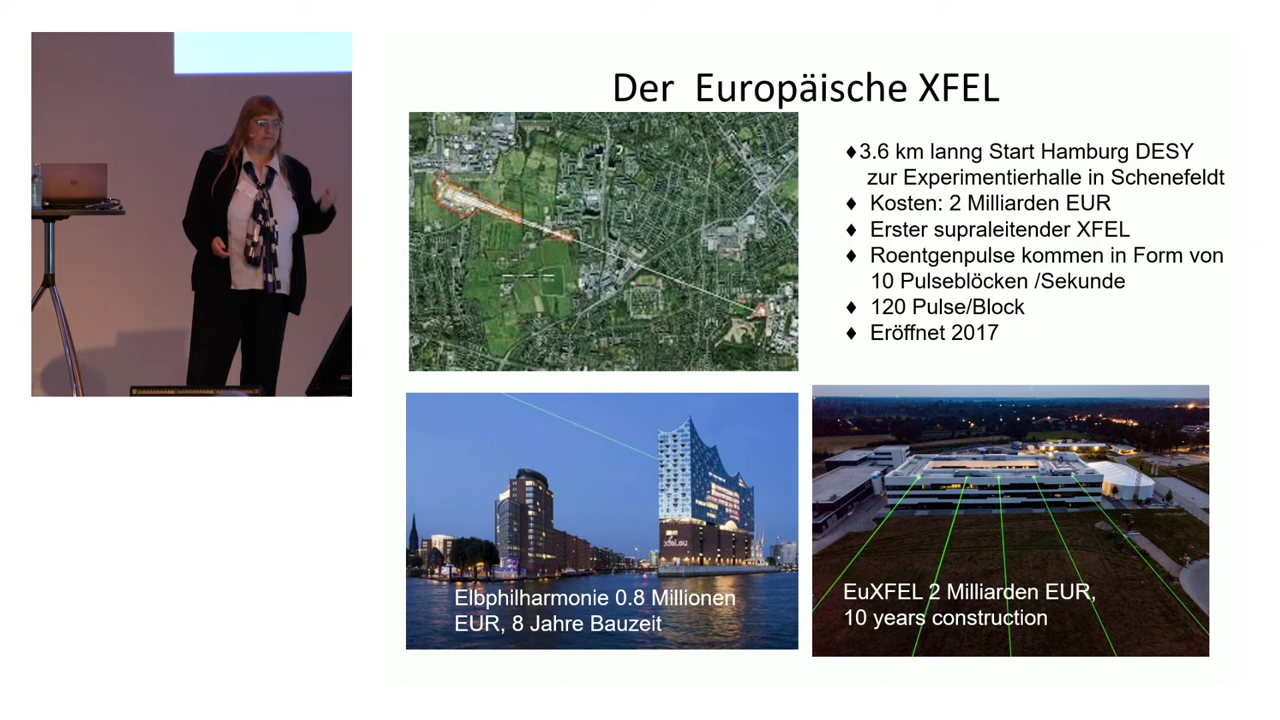 Der Europäische XFEL
♦3.6 km lanng Start Hamburg DESY
zur Experimentierhalle in Schenefeldt
♦ Kosten: 2 Milliarden EUR
♦ Erster supraleitender XFEL
♦ Roentgenpulse kommen in Form von
10 Pulseblöcken /Sekunde
♦ 120 Pulse/Block
♦ Eröffnet 2017
xfel.eu
Elbphilharmonie 0.8 Millionen
EUR, 8 Jahre Bauzeit
EuXFEL 2 Milliarden EUR,
10 years construction